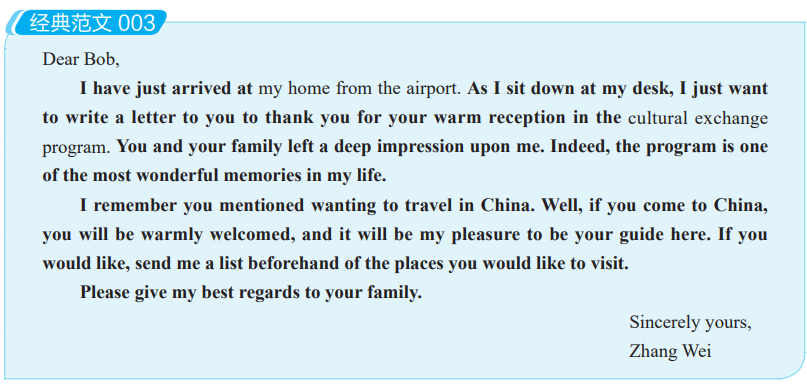 经典范文 003
Dear Bob,
I have just arrived at my home from the airport. As I sit down at my desk, I just want
to write a letter to you to thank you for your warm reception in the cultural exchange
program. You and your family left a deep impression upon me. Indeed, the program is one
of the most wonderful memories in my life.
I remember you mentioned wanting to travel in China. Well, if you come to China,
you will be warmly welcomed, and it will be my pleasure to be your guide here. If you
would like, send me a list beforehand of the places you would like to visit.
Please give my best regards to your family.
Sincerely yours,
Zhang Wei